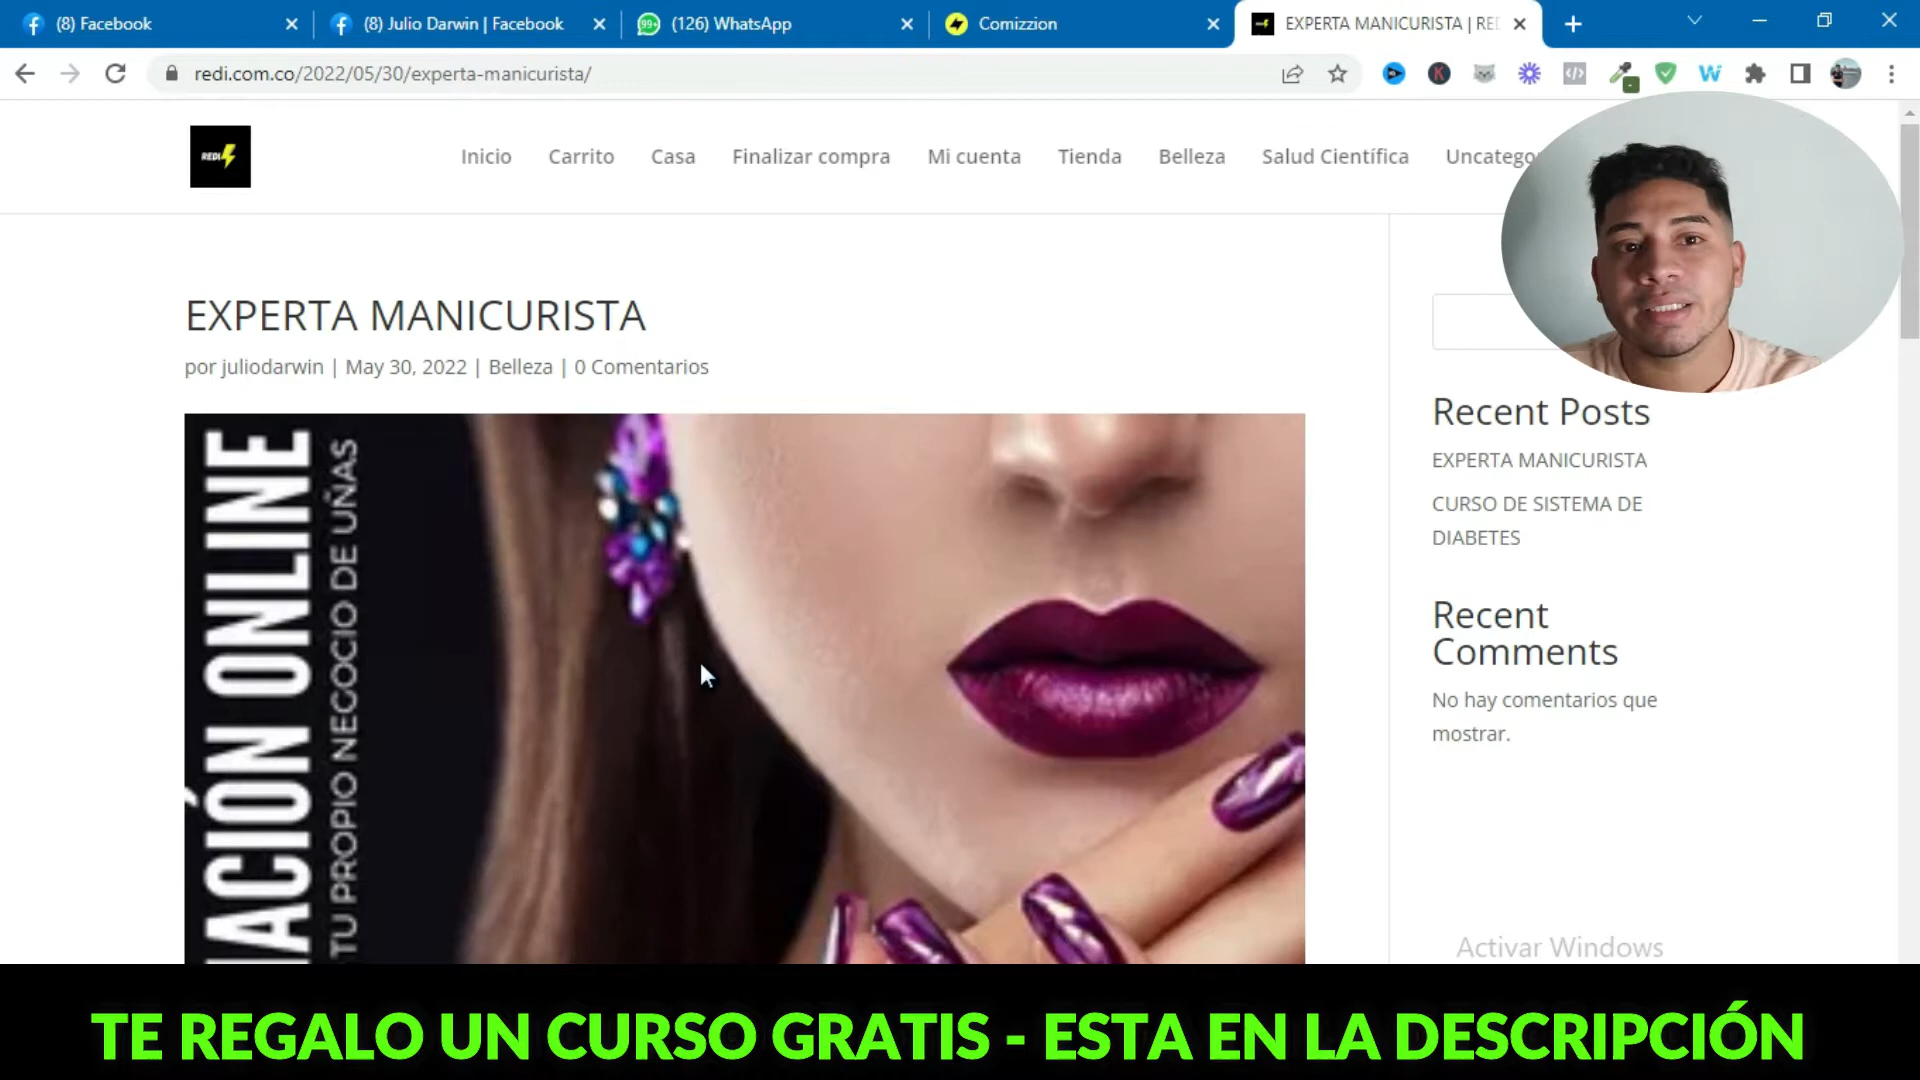 (8) Facebook
(8) Julio Darwin | Facebook
99+
(126) WhatsApp
Comizzion
EXPERTA MANICURISTA | RE
redi.com.co/2022/05/30/experta-manicurista/
REDI
Inicio
Carrito
Casa
Finalizar compra
Mi cuenta
Tienda
Belleza
Salud Científica
Uncatego
EXPERTA MANICURISTA
por juliodarwin | May 30, 2022 | Belleza | 0 Comentarios
ACIÓN ONLINE
TU PROPIO NEGOCIO DE UÑAS
Recent Posts
EXPERTA MANICURISTA
CURSO DE SISTEMA DE
DIABETES
Recent
Comments
No hay comentarios que
mostrar.
Activar Windows
TE REGALO UN CURSO GRATIS - ESTA EN LA DESCRIPCIÓN